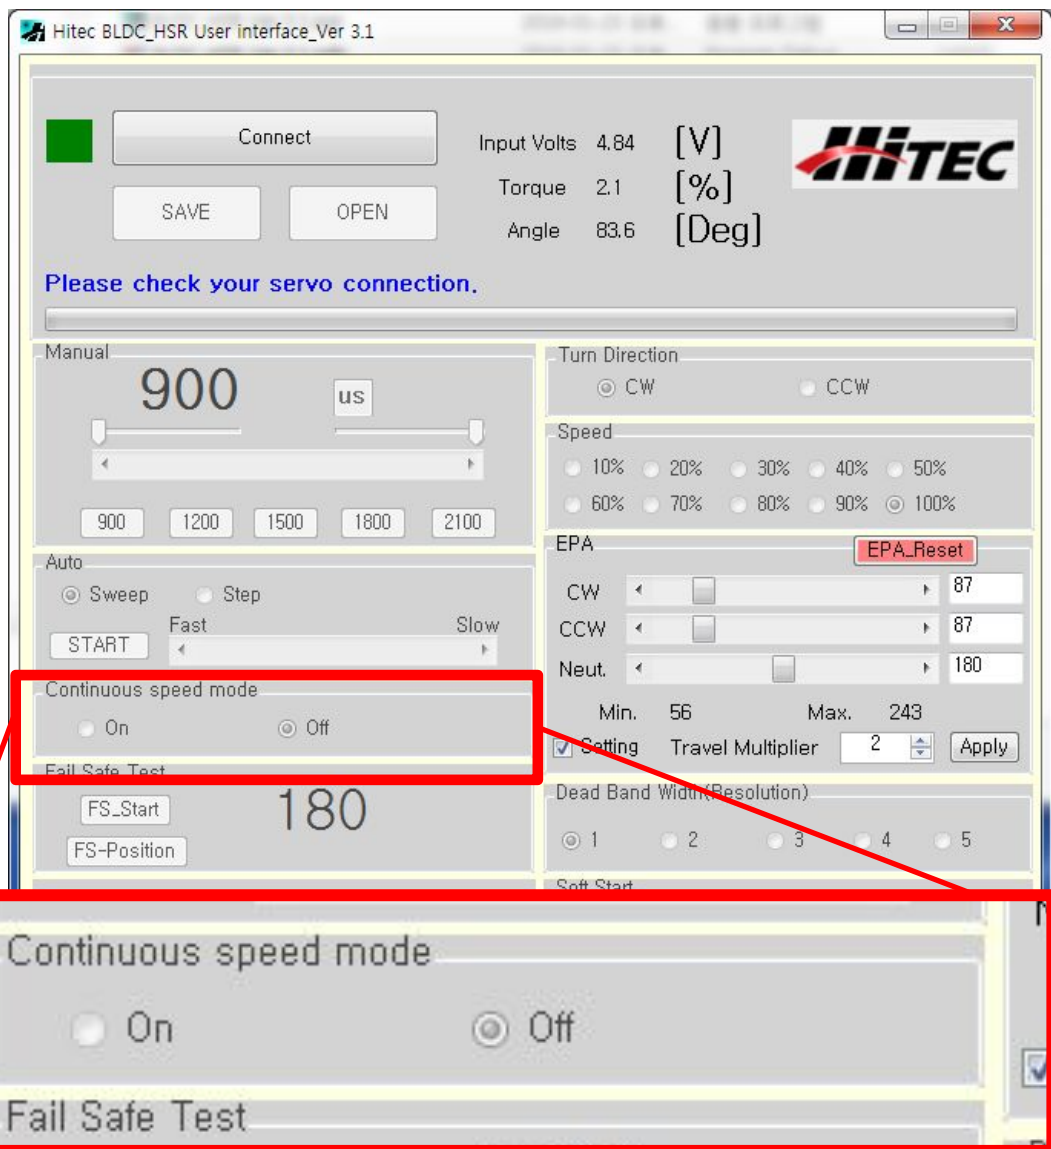 Hitec BLDC_HSR User interface_Ver 3.1
Connect
SAVE OPEN
Input Volts 4.84 [V]
Torque 2.1 [%]
Angle 83.6 [Deg]
HiTEC
Please check your servo connection.
Manual
900 us
900 1200 1500 1800 2100
Auto
Sweep Step
Fast Slow
START
Continuous speed mode
On Off
Fail Safe Test
FS_Start 180
FS-Position
Turn Direction
CW CCW
Speed
10% 20% 30% 40% 50%
60% 70% 80% 90% 100%
EPA EPA_Reset
CW 87
CCW 87
Neut. 180
Min. 56 Max. 243
Setting Travel Multiplier 2 Apply
Dead Band Width(Resolution)
1 2 3 4 5
Soft Start
Continuous speed mode
On Off
Fail Safe Test